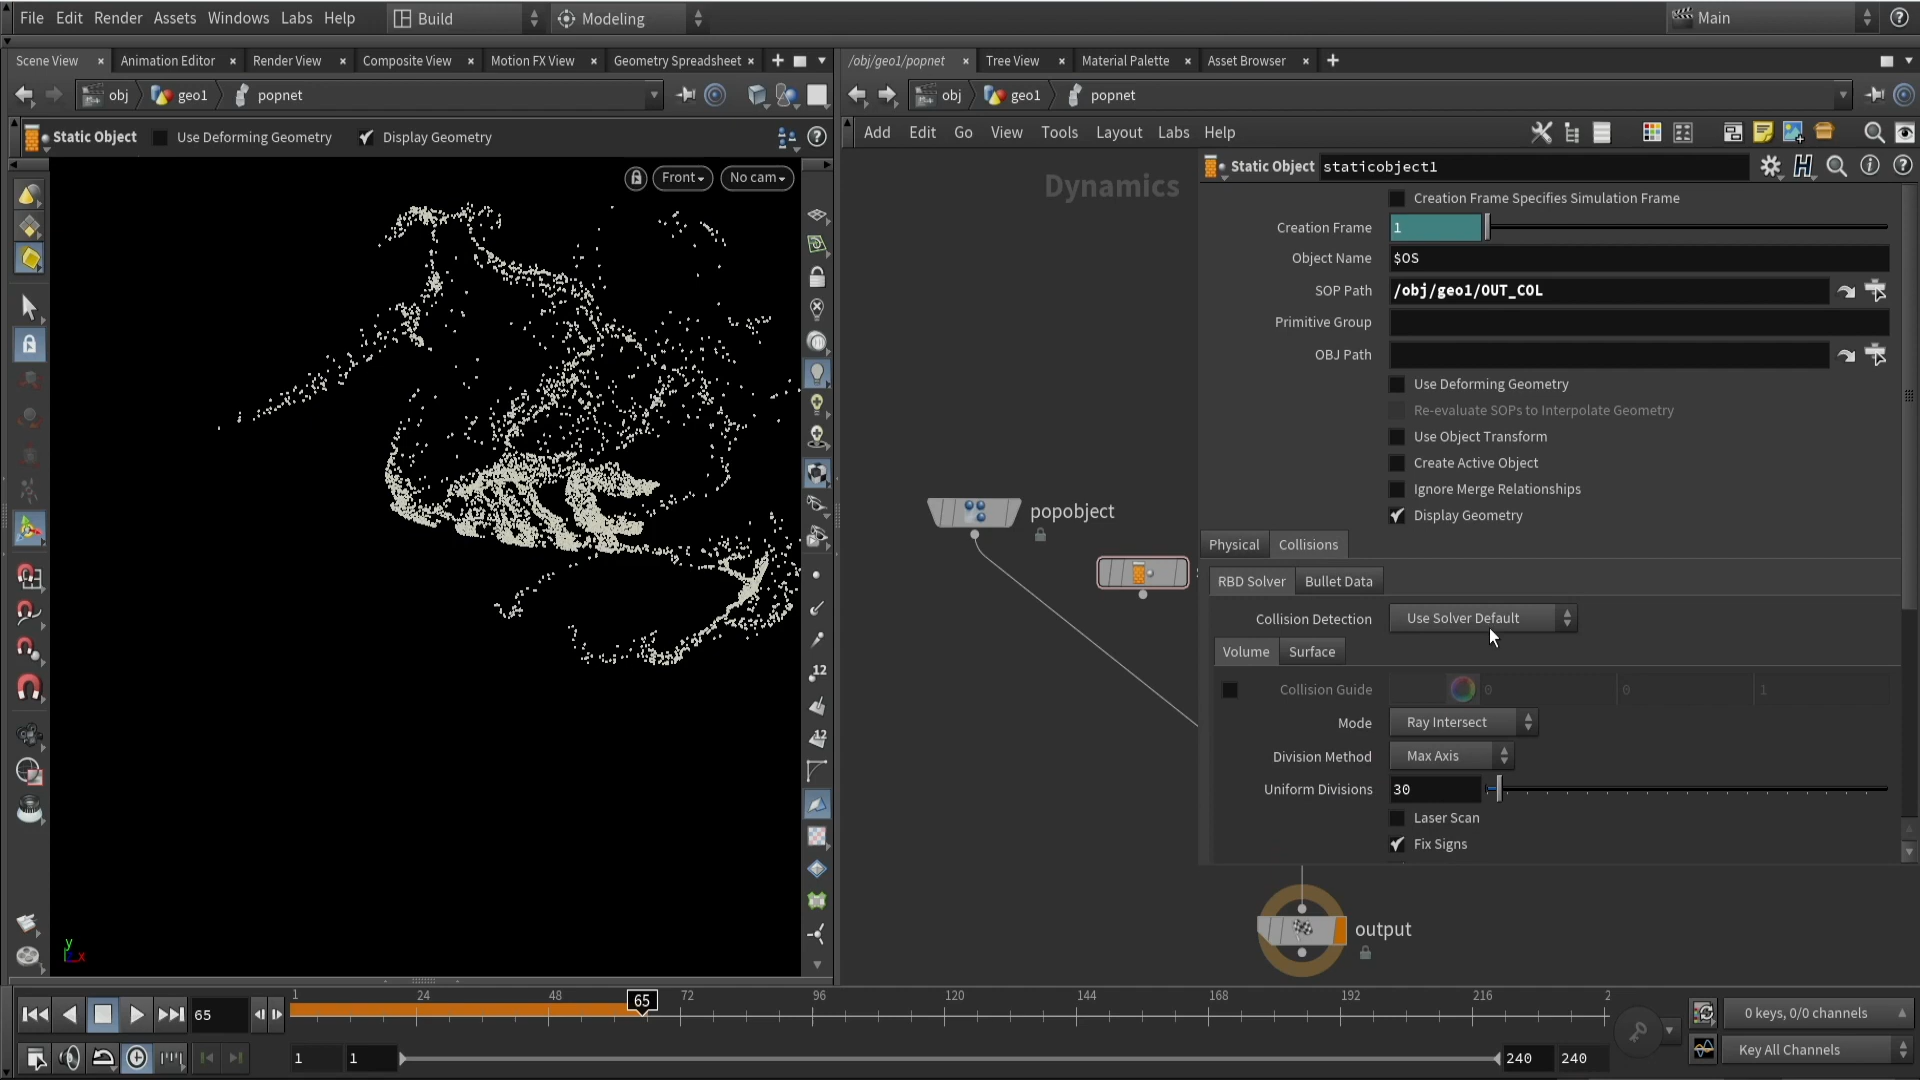 File Edit Render Assets Windows Labs Help Build Modeling Main
Scene View Animation Editor Render View Composite View Motion FX View Geometry Spreadsheet
/obj/geo1/popnet Tree View Material Palette Asset Browser
obj geo1 popnet
obj geo1 popnet
Static Object Use Deforming Geometry Display Geometry
Add Edit Go View Tools Layout Labs Help
Front No cam
Dynamics
popobject
output
Static Object staticobject1
Creation Frame Specifies Simulation Frame
Creation Frame 1
Object Name $OS
SOP Path /obj/geo1/OUT_COL
Primitive Group
OBJ Path
Use Deforming Geometry
Re-evaluate SOPs to Interpolate Geometry
Use Object Transform
Create Active Object
Ignore Merge Relationships
Display Geometry
Physical Collisions
RBD Solver Bullet Data
Collision Detection Use Solver Default
Volume Surface
Collision Guide 0 0 1
Mode Ray Intersect
Division Method Max Axis
Uniform Divisions 30
Laser Scan
Fix Signs
12
12
y
x
65
1 24 48 65 72 96 120 144 168 192 216 2
0 keys, 0/0 channels
1 1 240 240
Key All Channels